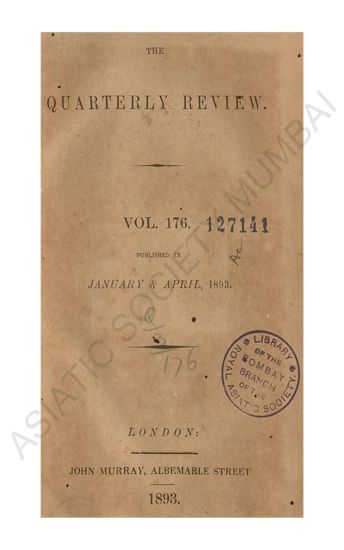 THE
QUARTERLY REVIEW.
VOL. 176. 127141
PUBLISHED IN
JANUARY & APRIL, 1893.
176
LIBRARY
OF THE
BOMBAY
BRANCH
OF THE
ROYAL ASIATIC SOCIETY.
LONDON:
JOHN MURRAY, ALBEMARLE STREET
1893.
ASIATIC SOCIETY MUMBAI